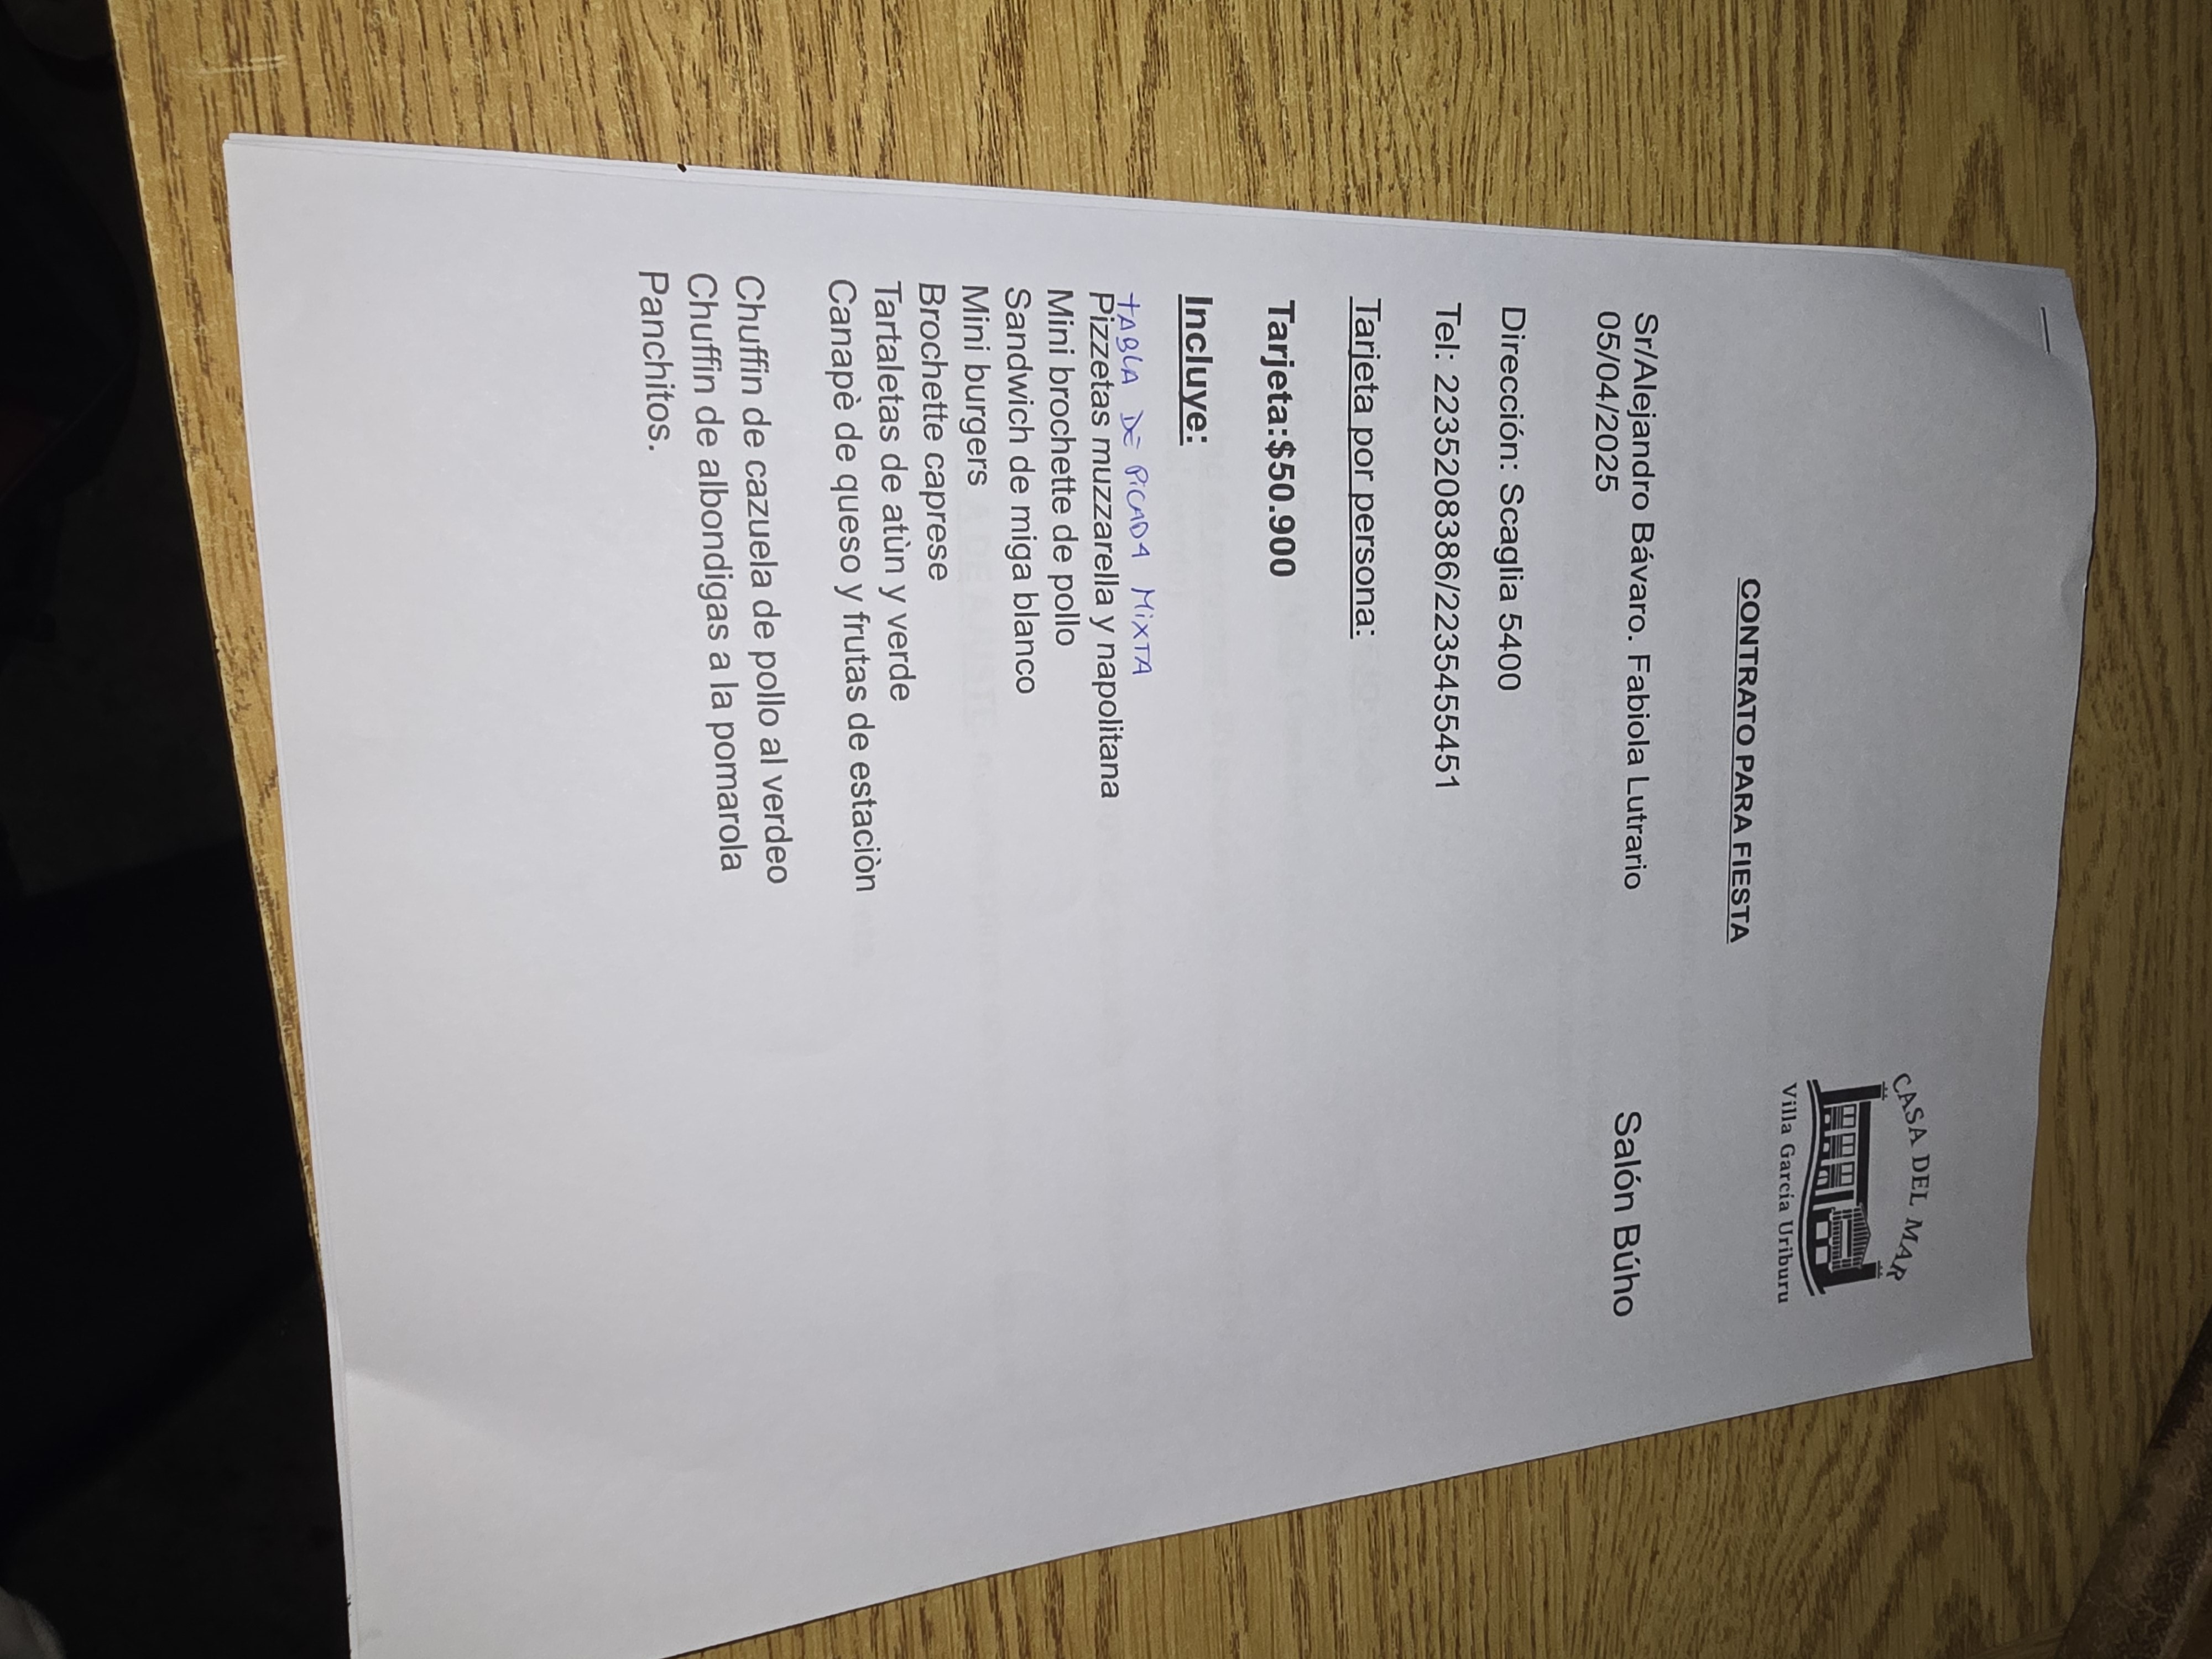 CASA DEL MAR
Villa Garcia Uriburu
CONTRATO PARA FIESTA
Sr/Alejandro Bávaro. Fabiola Lutrario Salón Búho
05/04/2025
Dirección: Scaglia 5400
Tel: 2235208386/2235455451
Tarjeta por persona:
Tarjeta:$50.900
Incluye:
TABLA DE PICADA MIXTA
Pizzetas muzzarella y napolitana
Mini brochette de pollo
Sandwich de miga blanco
Mini burgers
Brochette caprese
Tartaletas de atùn y verde
Canapè de queso y frutas de estaciòn
Chuffin de cazuela de pollo al verdeo
Chuffin de albondigas a la pomarola
Panchitos.